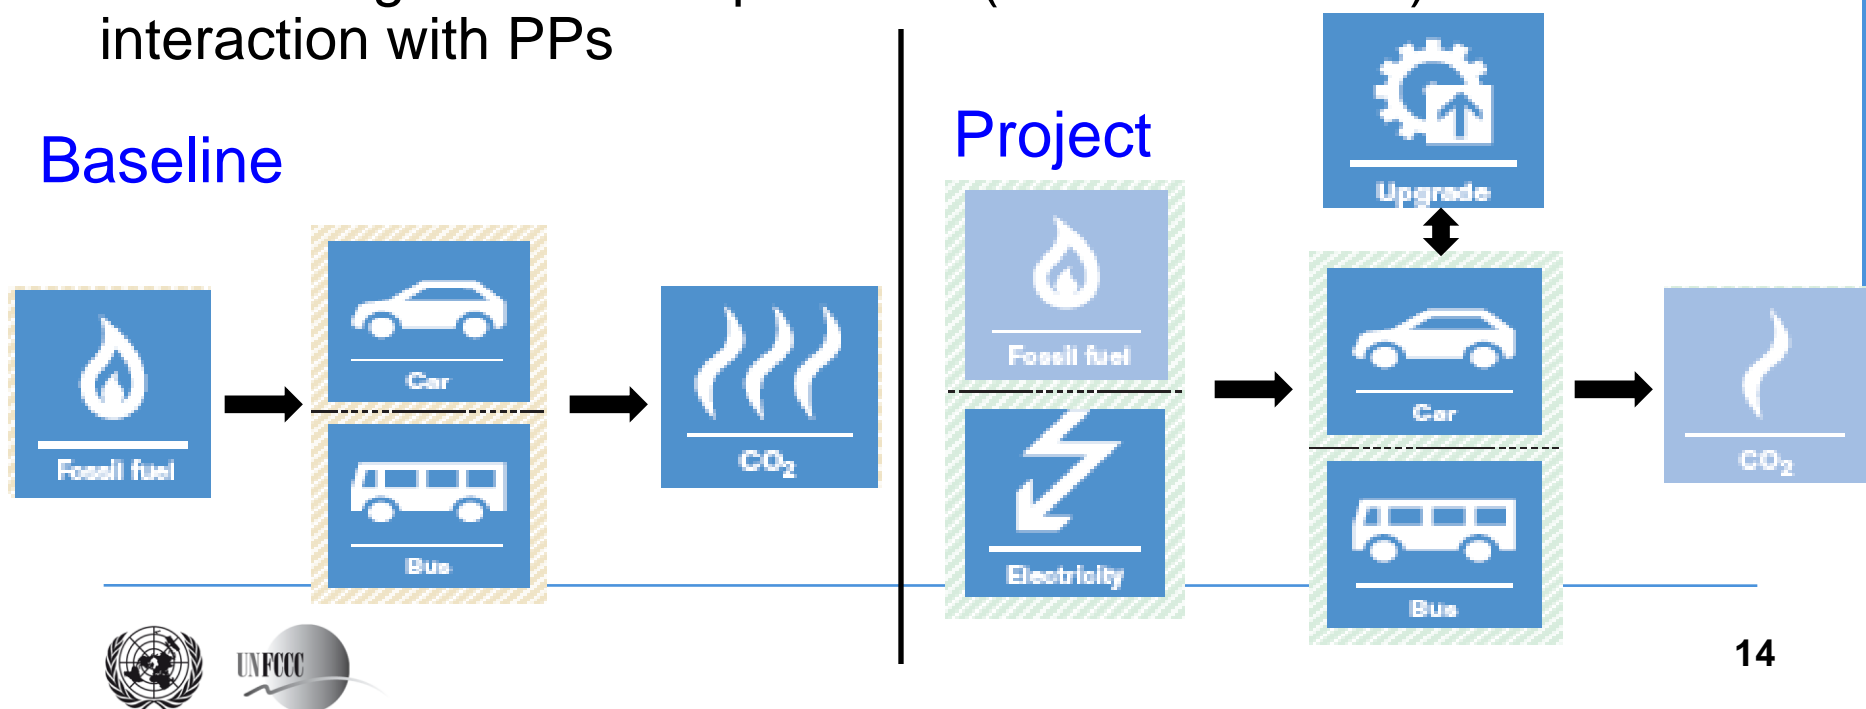 interaction with PPs
Baseline
Project
Upgrade
Fossil fuel
Car
Bus
CO₂
Fossil fuel
Electricity
Car
Bus
CO₂
UNFCCC
14